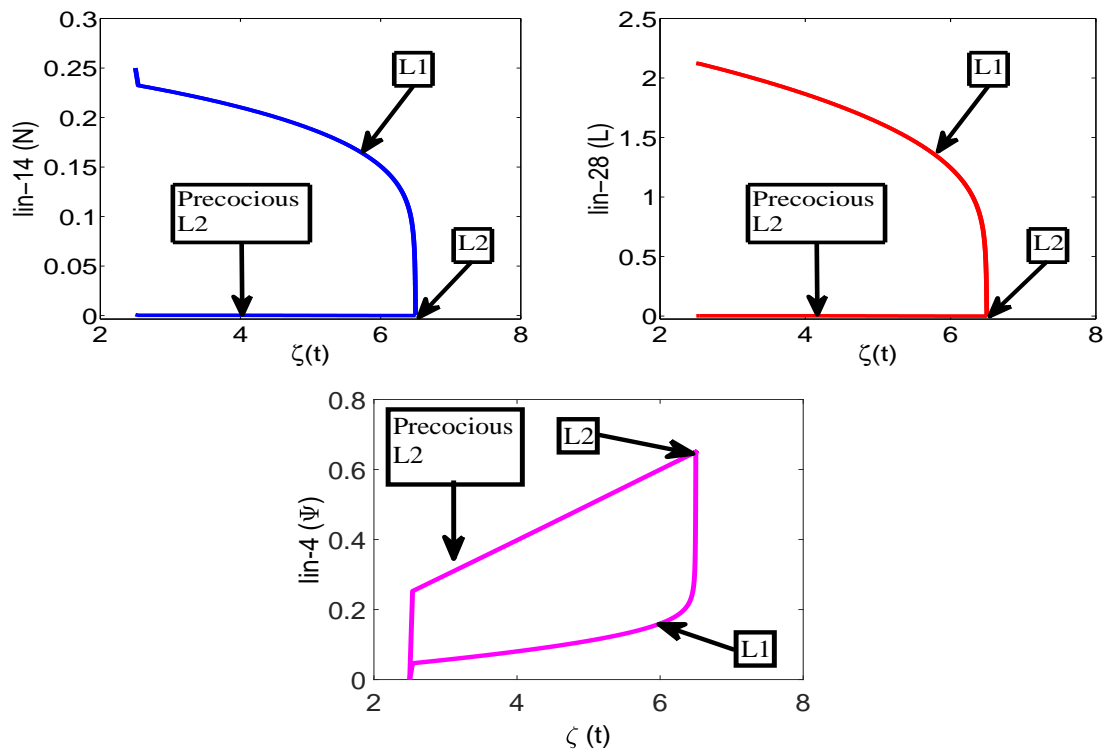 0.3
0.25
0.2
0.15
0.1
0.05
0
2
4
6
8
lin−14 (N)
ζ(t)
L1
Precocious
L2
L2
2.5
2
1.5
1
0.5
0
2
4
6
8
lin−28 (L)
ζ(t)
L1
Precocious
L2
L2
0.8
0.6
0.4
0.2
0
2
4
6
8
lin-4 (Ψ)
ζ (t)
Precocious
L2
L2
L1